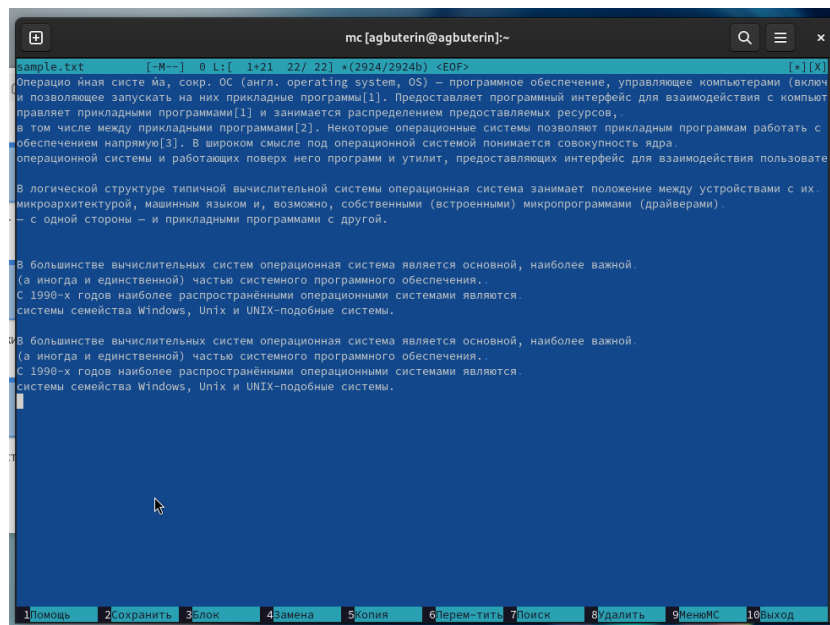 mc [agbuterin@agbuterin]:~
sample.txt [-M--] 0 L:[ 1+21 22/ 22] *(2924/2924b) <EOF> [*][X]
Операцио́нная систе́ма, сокр. ОС (англ. operating system, OS) — программное обеспечение, управляющее компьютерами (включ
и позволяющее запускать на них прикладные программы[1]. Предоставляет программный интерфейс для взаимодействия с компьют
правляет прикладными программами[1] и занимается распределением предоставляемых ресурсов,.
в том числе между прикладными программами[2]. Некоторые операционные системы позволяют прикладным программам работать с
обеспечением напрямую[3]. В широком смысле под операционной системой понимается совокупность ядра.
операционной системы и работающих поверх него программ и утилит, предоставляющих интерфейс для взаимодействия пользовате
В логической структуре типичной вычислительной системы операционная система занимает положение между устройствами с их.
микроархитектурой, машинным языком и, возможно, собственными (встроенными) микропрограммами (драйверами).
— с одной стороны — и прикладными программами с другой.
В большинстве вычислительных систем операционная система является основной, наиболее важной.
(а иногда и единственной) частью системного программного обеспечения..
С 1990-х годов наиболее распространёнными операционными системами являются.
системы семейства Windows, Unix и UNIX-подобные системы.
В большинстве вычислительных систем операционная система является основной, наиболее важной.
(а иногда и единственной) частью системного программного обеспечения..
С 1990-х годов наиболее распространёнными операционными системами являются.
системы семейства Windows, Unix и UNIX-подобные системы.
1Помощь 2Сохранить 3Блок 4Замена 5Копия 6Перем~тить 7Поиск 8Удалить 9МенюМС 10Выход